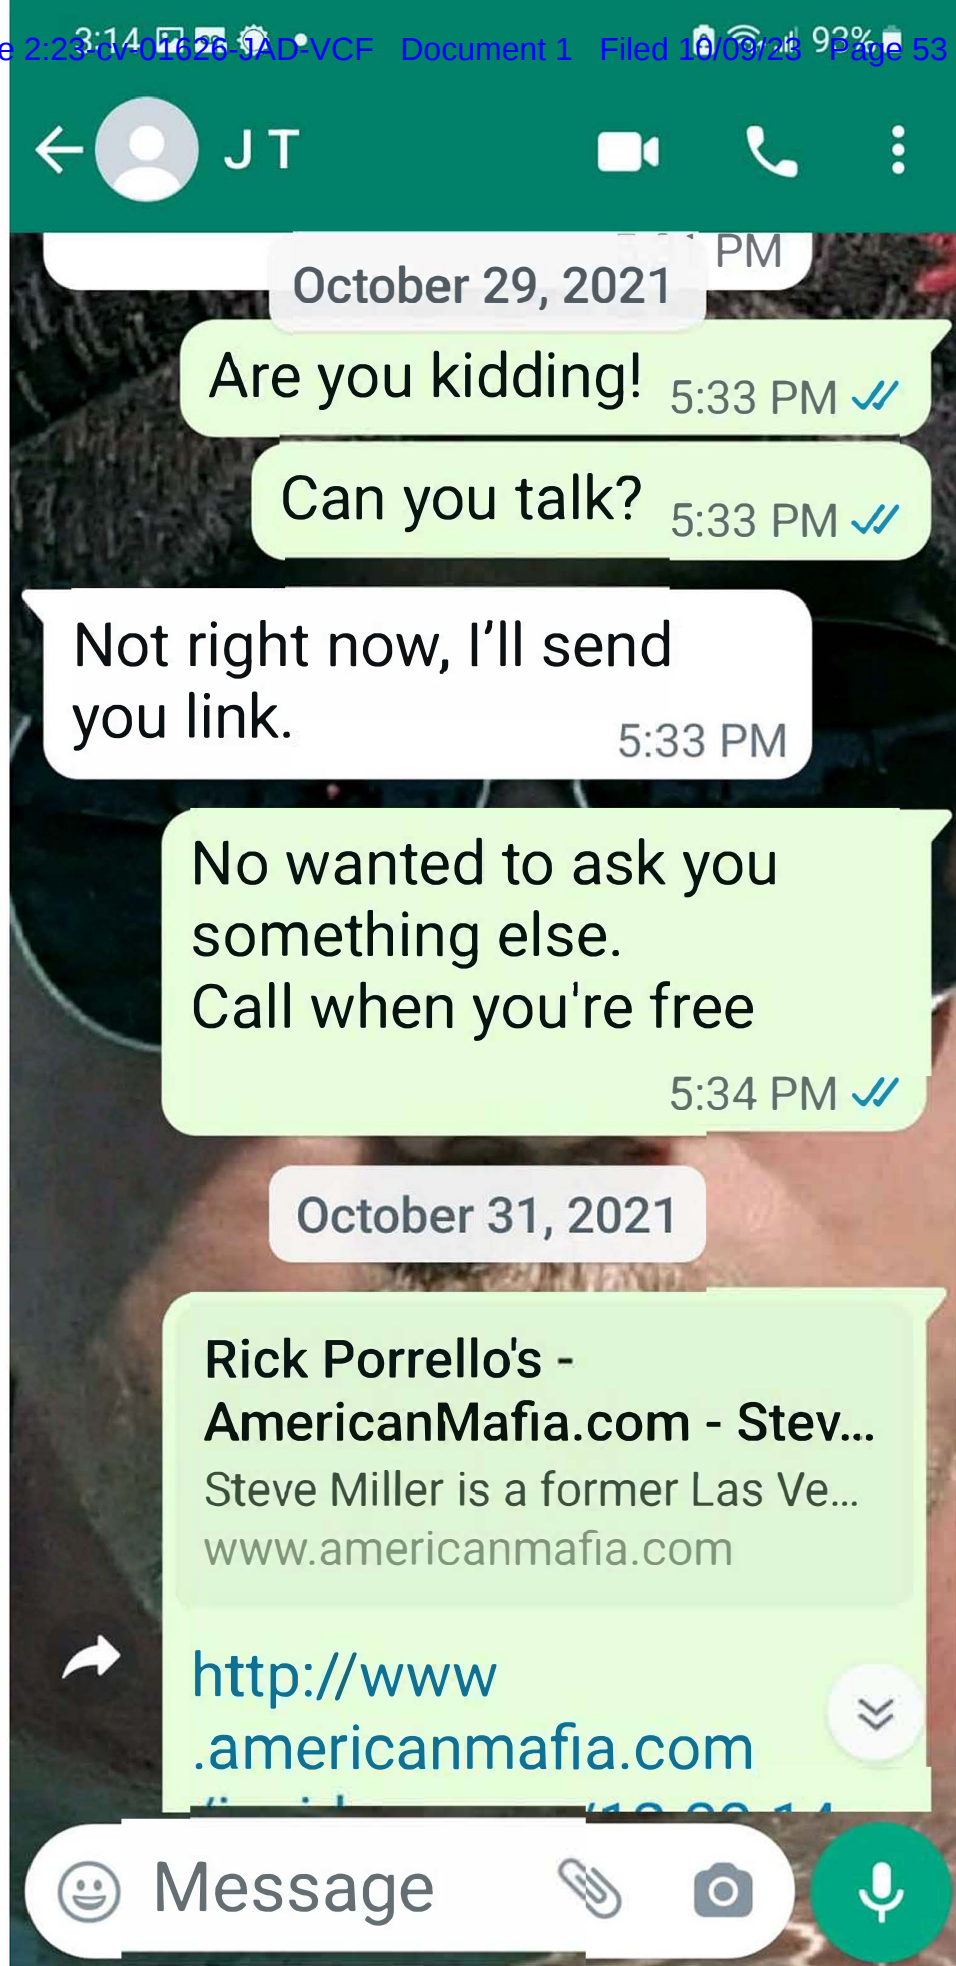 2:23-cv-01626-JAD-VCF Document 1 Filed 10/09/23 Page 53
3:14 92%
J T
PM
October 29, 2021
Are you kidding! 5:33 PM
Can you talk? 5:33 PM
Not right now, I’ll send
you link.
5:33 PM
No wanted to ask you
something else.
Call when you're free
5:34 PM
October 31, 2021
Rick Porrello's -
AmericanMafia.com - Stev...
Steve Miller is a former Las Ve...
www.americanmafia.com
http://www
.americanmafia.com
Message